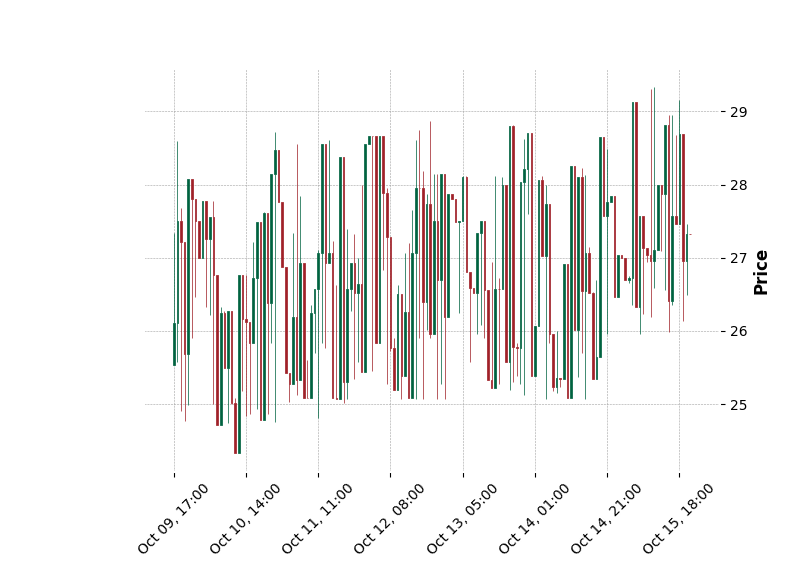 29
28
27
26
25
Price
Oct 09, 17:00
Oct 10, 14:00
Oct 11, 11:00
Oct 12, 08:00
Oct 13, 05:00
Oct 14, 01:00
Oct 14, 21:00
Oct 15, 18:00